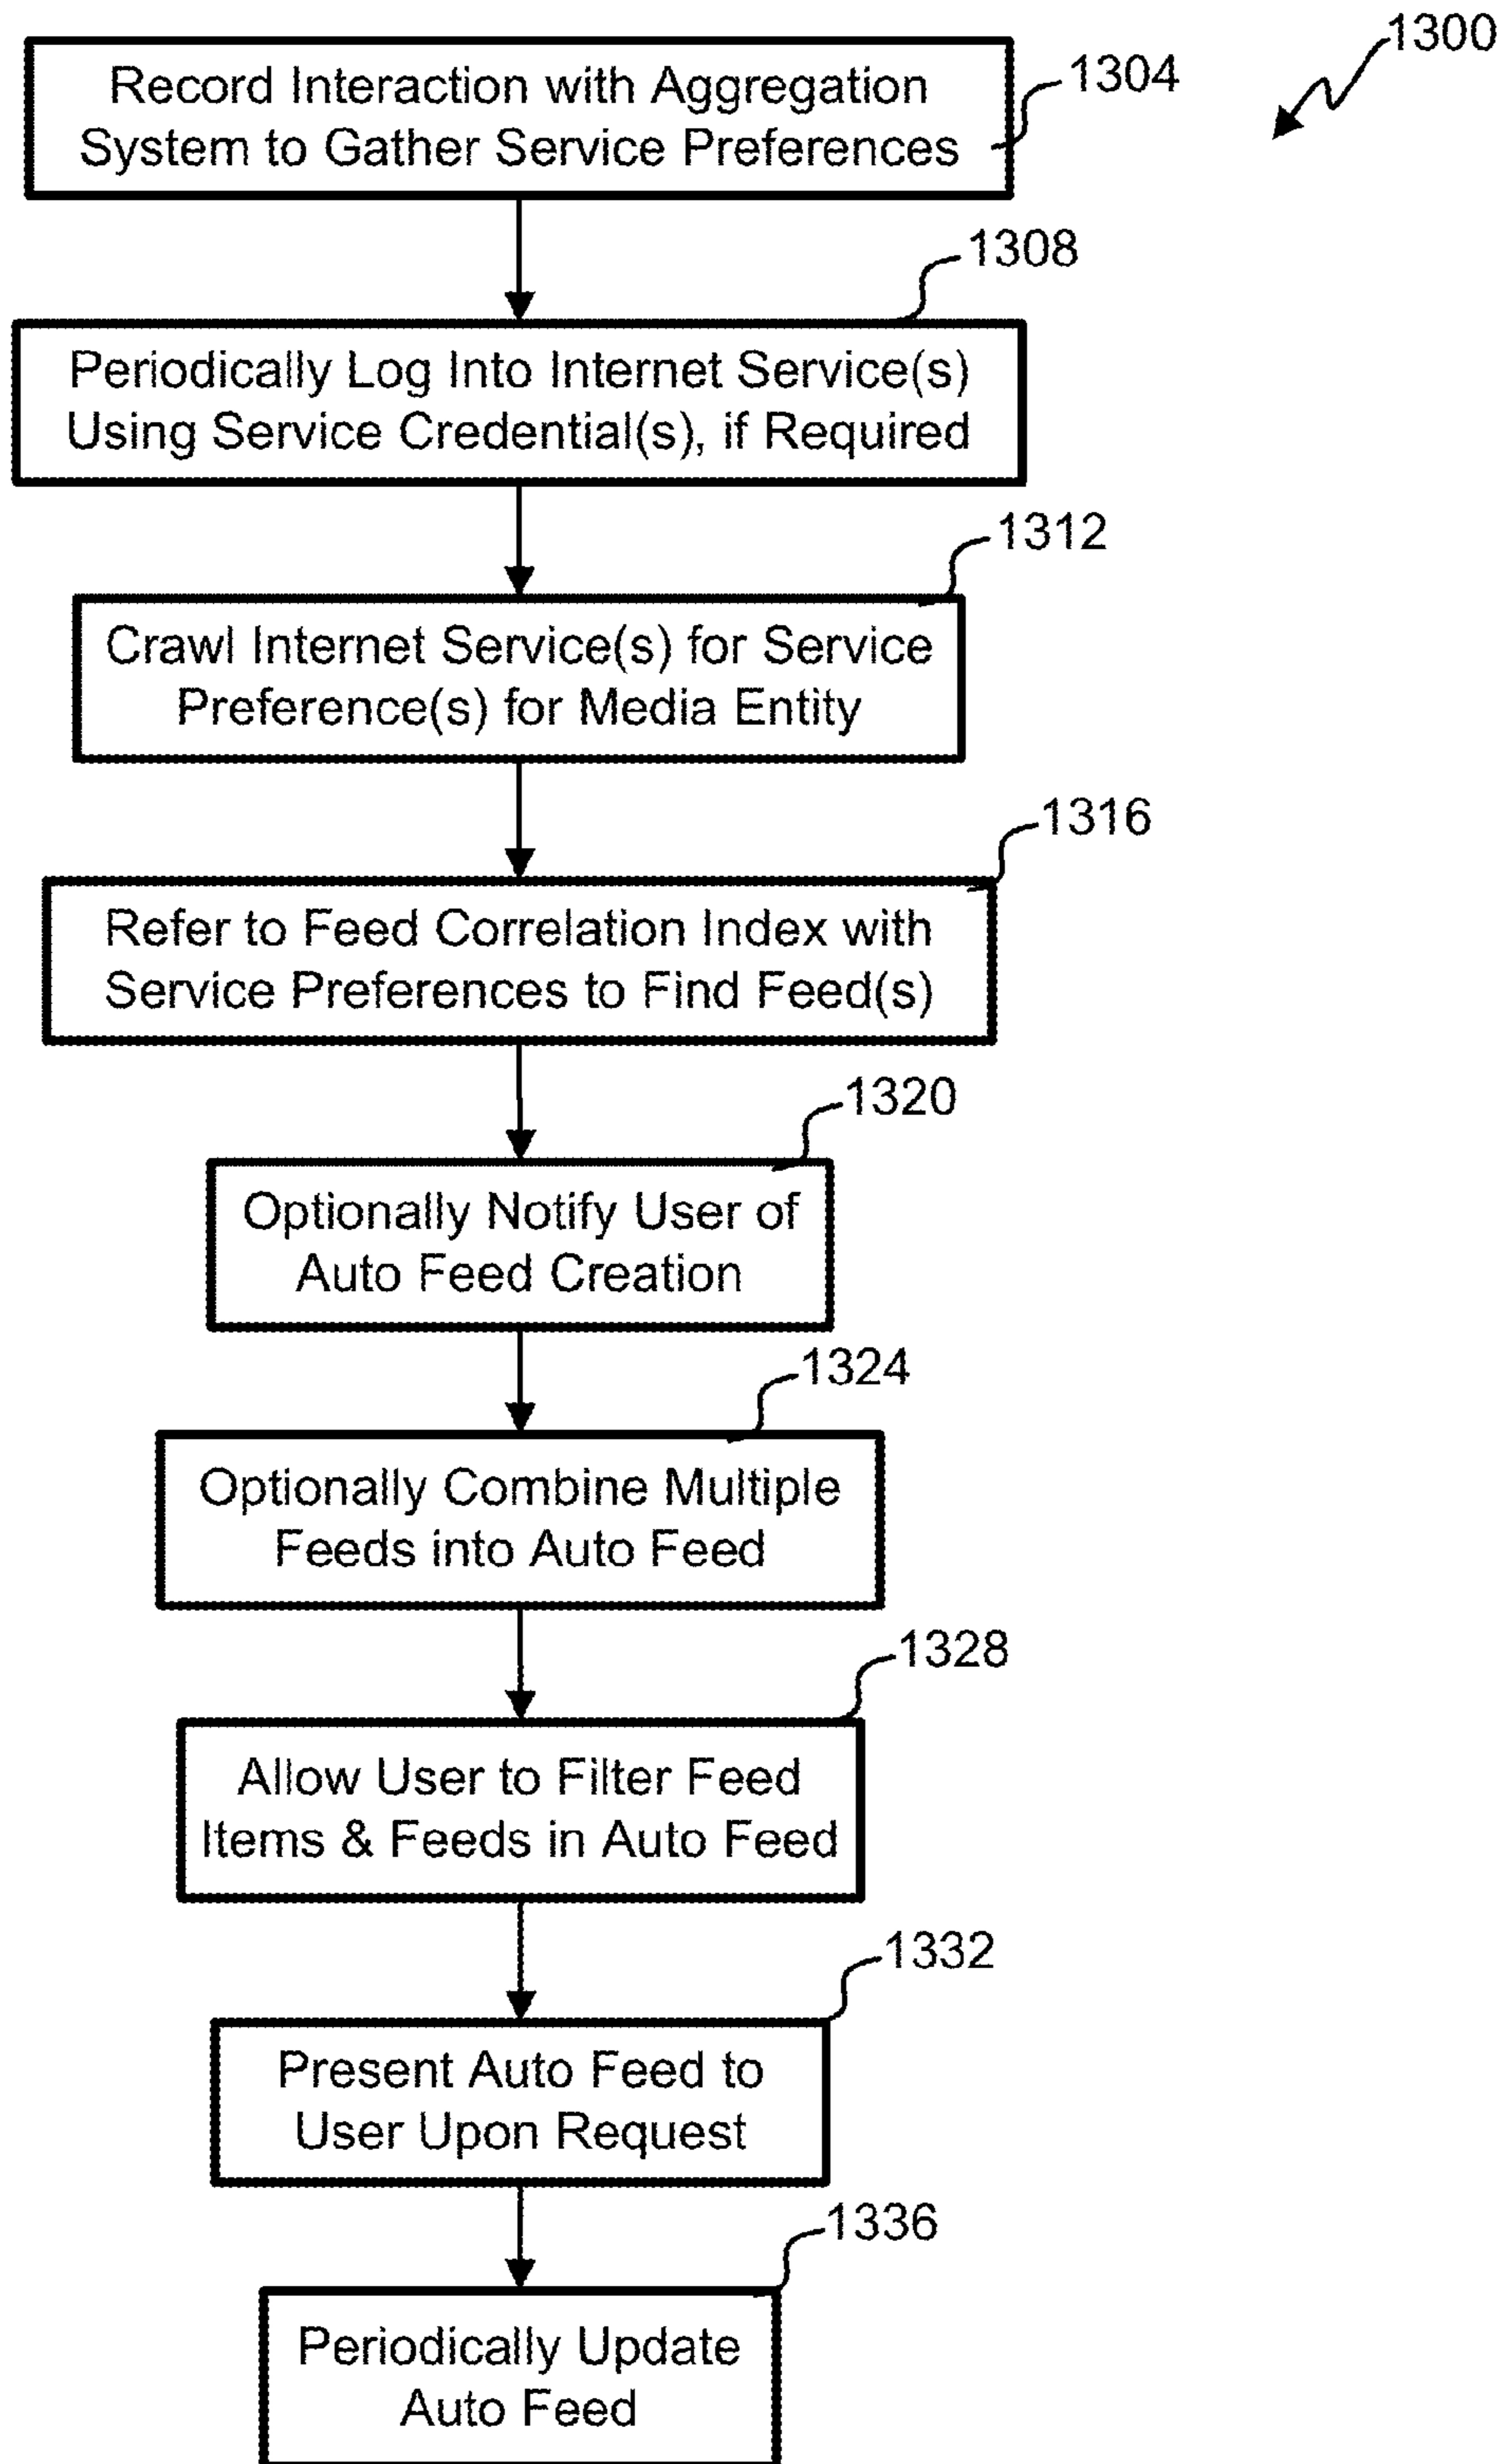 1300
Record Interaction with Aggregation
System to Gather Service Preferences
1304
1308
Periodically Log Into Internet Service(s)
Using Service Credential(s), if Required
1312
Crawl Internet Service(s) for Service
Preference(s) for Media Entity
1316
Refer to Feed Correlation Index with
Service Preferences to Find Feed(s)
1320
Optionally Notify User of
Auto Feed Creation
1324
Optionally Combine Multiple
Feeds into Auto Feed
1328
Allow User to Filter Feed
Items & Feeds in Auto Feed
1332
Present Auto Feed to
User Upon Request
1336
Periodically Update
Auto Feed